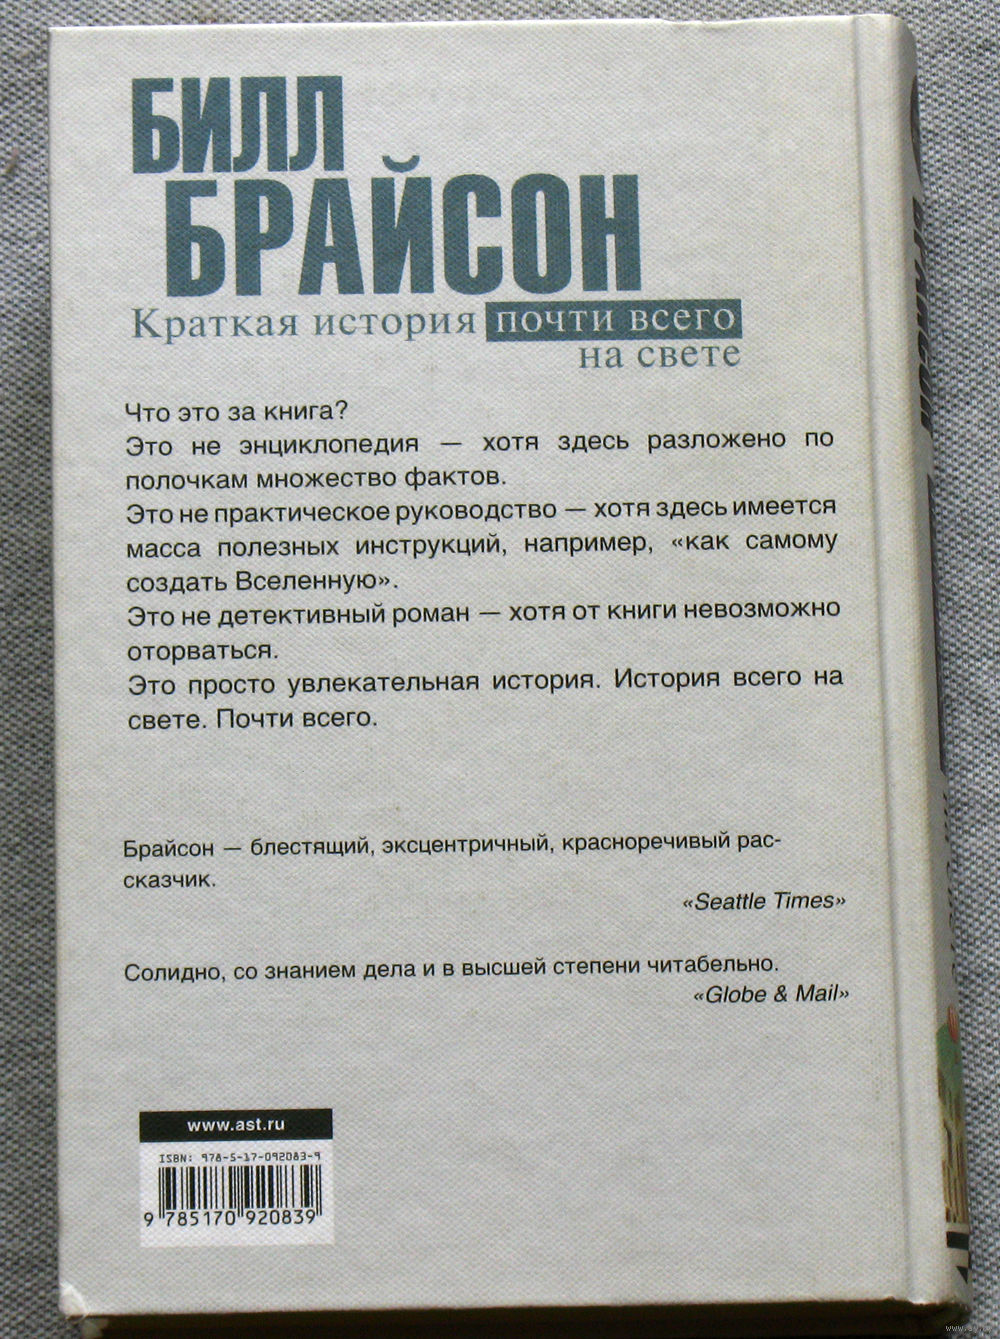 БИЛЛ
БРАЙСОН
Краткая история почти всего
на свете
Что это за книга?
Это не энциклопедия — хотя здесь разложено по
полочкам множество фактов.
Это не практическое руководство — хотя здесь имеется
масса полезных инструкций, например, «как самому
создать Вселенную».
Это не детективный роман — хотя от книги невозможно
оторваться.
Это просто увлекательная история. История всего на
свете. Почти всего.
Брайсон — блестящий, эксцентричный, красноречивый рас-
сказчик.
«Seattle Times»
Солидно, со знанием дела и в высшей степени читабельно.
«Globe & Mail»
www.ast.ru
ISBN: 978-5-17-092083-9
9 785170 920839